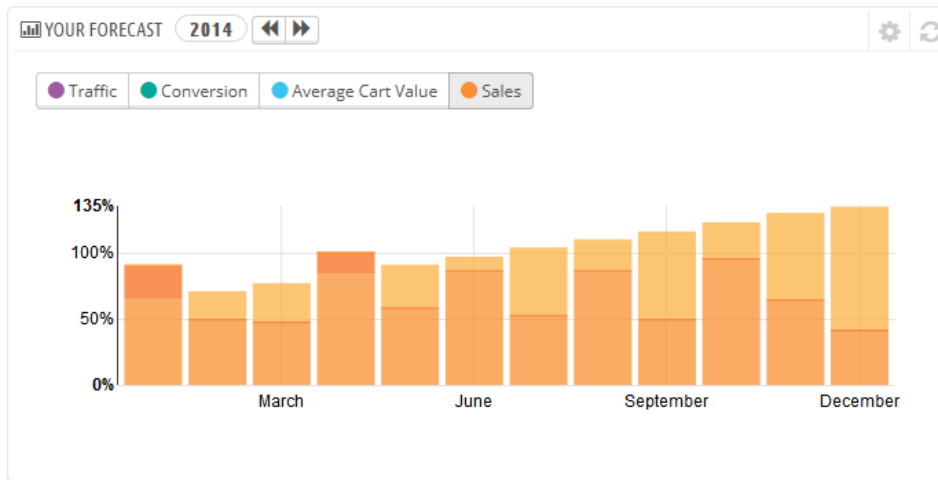 YOUR FORECAST 2014
Traffic Conversion Average Cart Value Sales
135%
100%
50%
0%
March June September December